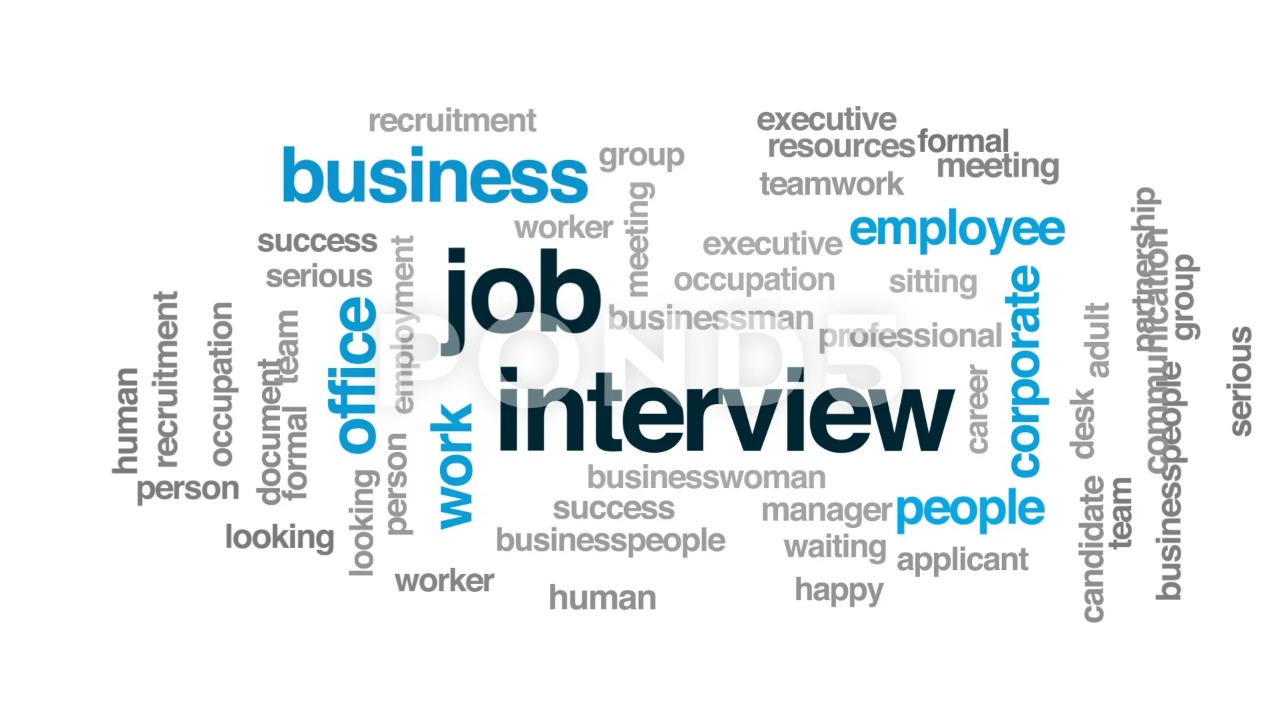 recruitment
executive
resources
formal
meeting
business
group
teamwork
worker
meeting
employee
success
executive
serious
employment
job
occupation
sitting
businessman
professional
POND5
office
corporate
adult
partnership
communication
group
serious
human
recruitment
occupation
document
team
formal
interview
career
desk
person
work
person
businesswoman
success
manager
people
looking
looking
businesspeople
waiting
applicant
candidate
team
businesspeople
worker
human
happy